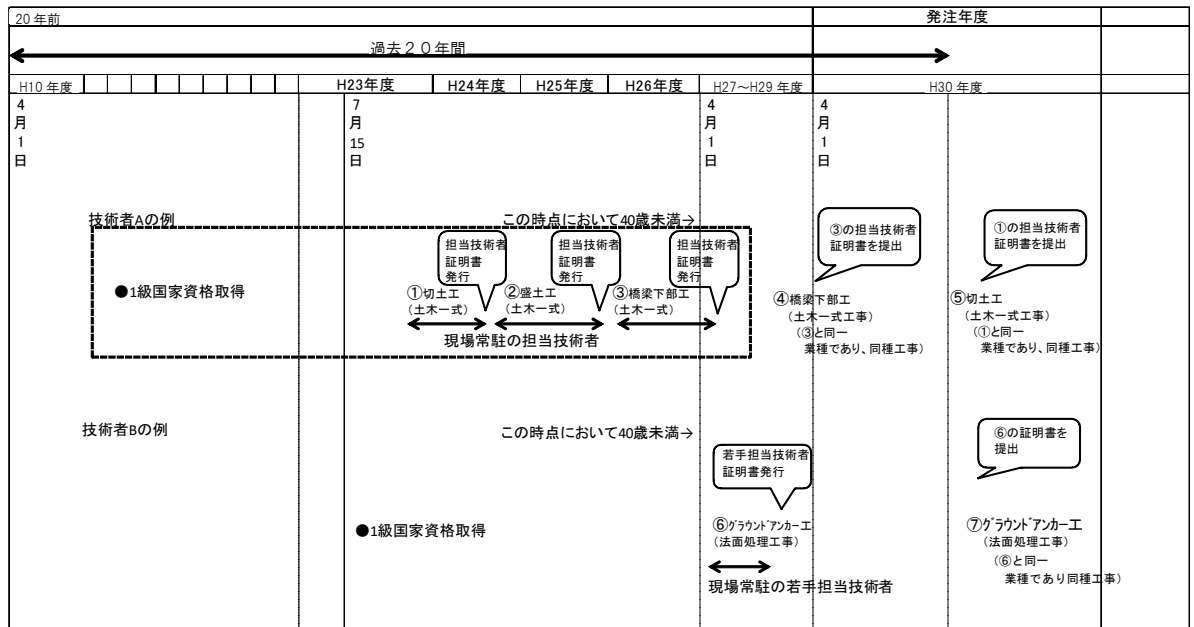 20 年前
発注年度
過去２０年間
H10 年度
H23年度
H24年度
H25年度
H26年度
H27～H29 年度
H30 年度
4
月
1
日
7
月
15
日
4
月
1
日
4
月
1
日
技術者Aの例
この時点において40歳未満→
担当技術者
証明書
発行
担当技術者
証明書
発行
担当技術者
証明書
発行
③の担当技術者
証明書を提出
①の担当技術者
証明書を提出
●1級国家資格取得
①切土工
（土木一式）
②盛土工
（土木一式）
③橋梁下部工
（土木一式）
現場常駐の担当技術者
④橋梁下部工
（土木一式工事）
（③と同一
業種であり、同種工事）
⑤切土工
（土木一式工事）
（①と同一
業種であり、同種工事）
技術者Bの例
この時点において40歳未満→
若手担当技術者
証明書発行
⑥の証明書を
提出
●1級国家資格取得
⑥ｸﾞﾗｳﾝﾄﾞｱﾝｶｰ工
（法面処理工事）
現場常駐の若手担当技術者
⑦ｸﾞﾗｳﾝﾄﾞｱﾝｶｰ工
（法面処理工事）
（⑥と同一
業種であり同種工事）